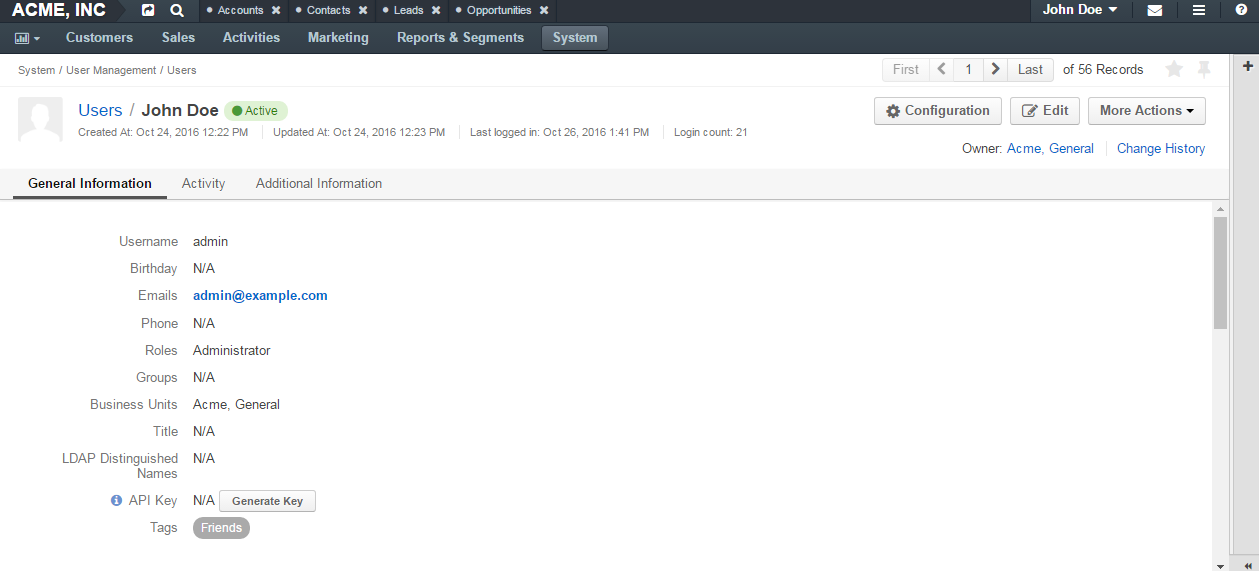 ACME, INC Accounts Contacts Leads Opportunities John Doe
Customers Sales Activities Marketing Reports & Segments System
System / User Management / Users First 1 Last of 56 Records
Users / John Doe Active Configuration Edit More Actions
Created At: Oct 24, 2016 12:22 PM Updated At: Oct 24, 2016 12:23 PM Last logged in: Oct 26, 2016 1:41 PM Login count: 21
Owner: Acme, General Change History
General Information Activity Additional Information
Username admin
Birthday N/A
Emails admin@example.com
Phone N/A
Roles Administrator
Groups N/A
Business Units Acme, General
Title N/A
LDAP Distinguished N/A
Names
API Key N/A Generate Key
Tags Friends